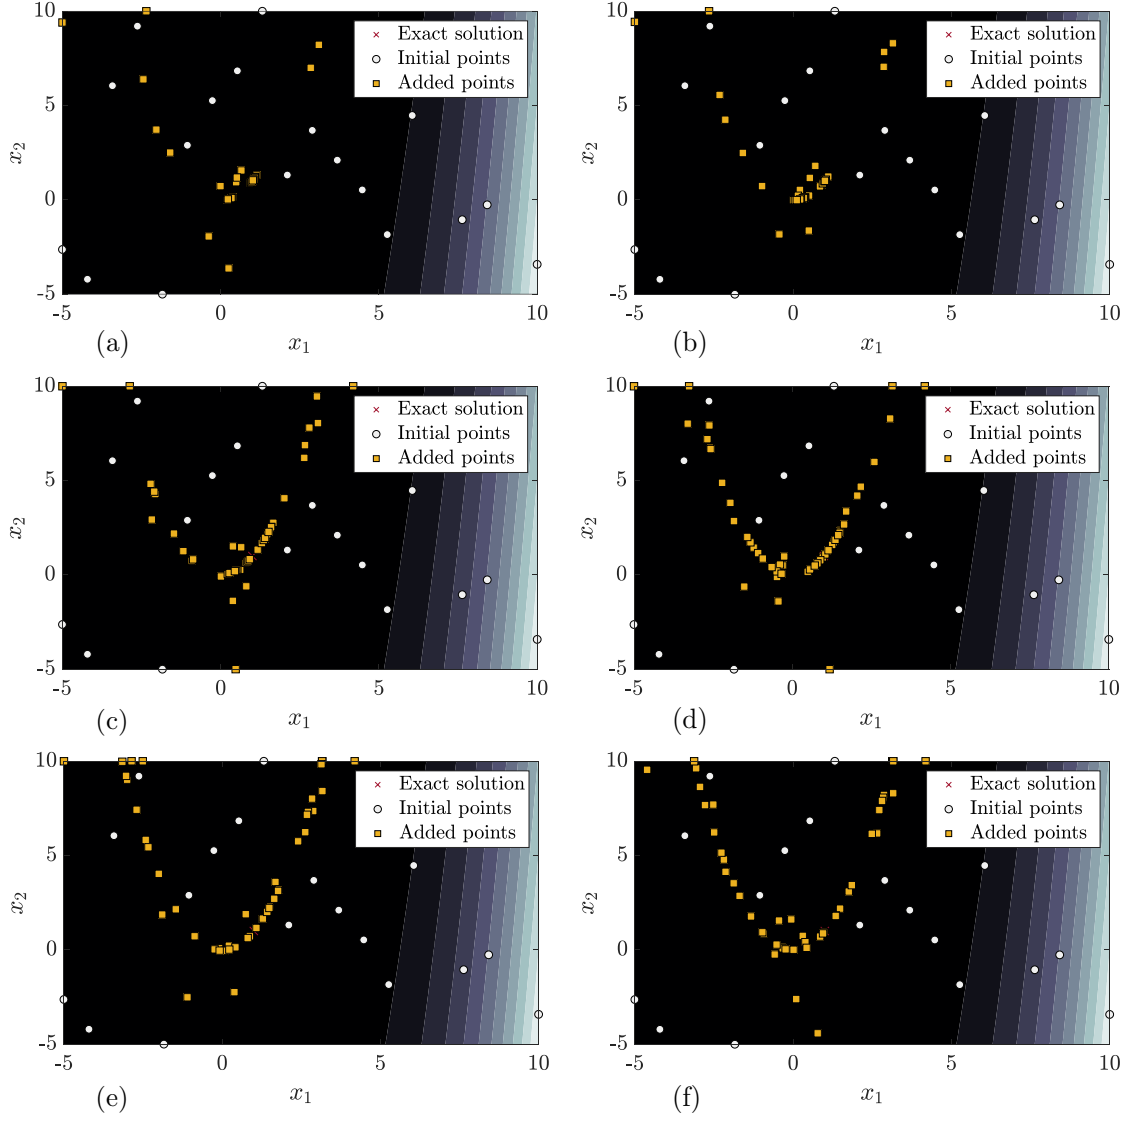 10
5
0
-5
x2
-5
0
5
10
x1
Exact solution
Initial points
Added points
(a)
10
5
0
-5
x2
-5
0
5
10
x1
Exact solution
Initial points
Added points
(b)
10
5
0
-5
x2
-5
0
5
10
x1
Exact solution
Initial points
Added points
(c)
10
5
0
-5
x2
-5
0
5
10
x1
Exact solution
Initial points
Added points
(d)
10
5
0
-5
x2
-5
0
5
10
x1
Exact solution
Initial points
Added points
(e)
10
5
0
-5
x2
-5
0
5
10
x1
Exact solution
Initial points
Added points
(f)